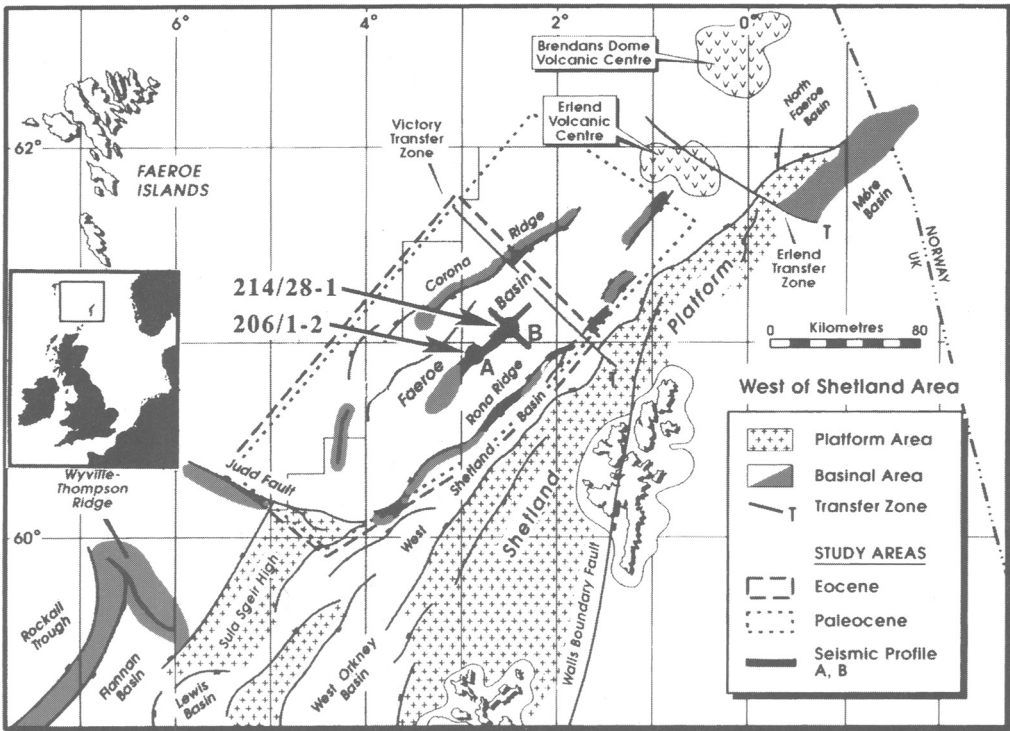 6°
4°
2°
0°
62°
60°
Brendans Dome
Volcanic Centre
Erlend
Volcanic
Centre
Victory
Transfer
Zone
North
Faeroe
Basin
FAEROE
ISLANDS
Møre
Basin
T
Erlend
Transfer
Zone
NORWAY
UK
Corona
Ridge
214/28-1
206/1-2
Faeroe
Basin
B
A
T
Rona Ridge
Platform
Shetland
0 Kilometres 80
West
Shetland
Basin
Judd Fault
Wyville-
Thompson
Ridge
Rockall
Trough
Flannan
Basin
Sula Sgeir High
Lewis
Basin
West Orkney
Basin
Walls Boundary Fault
West of Shetland Area
Platform Area
Basinal Area
T
Transfer Zone
STUDY AREAS
Eocene
Paleocene
Seismic Profile
A, B